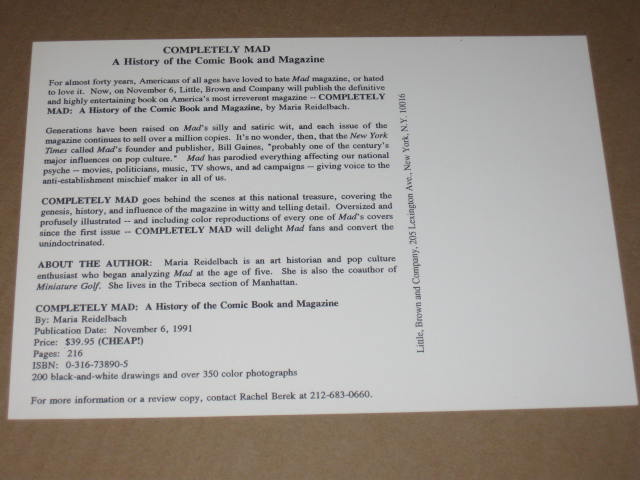 COMPLETELY MAD
A History of the Comic Book and Magazine
For almost forty years, Americans of all ages have loved to hate Mad magazine, or hated
to love it. Now, on November 6, Little, Brown and Company will publish the definitive
and highly entertaining book on America's most irreverent magazine -- COMPLETELY
MAD: A History of the Comic Book and Magazine, by Maria Reidelbach.
Generations have been raised on Mad's silly and satiric wit, and each issue of the
magazine continues to sell over a million copies. It's no wonder, then, that the New York
Times called Mad's founder and publisher, Bill Gaines, "probably one of the century's
major influences on pop culture." Mad has parodied everything affecting our national
psyche -- movies, politicians, music, TV shows, and ad campaigns -- giving voice to the
anti-establishment mischief maker in all of us.
COMPLETELY MAD goes behind the scenes at this national treasure, covering the
genesis, history, and influence of the magazine in witty and telling detail. Oversized and
profusely illustrated -- and including color reproductions of every one of Mad's covers
since the first issue -- COMPLETELY MAD will delight Mad fans and convert the
unindoctrinated.
ABOUT THE AUTHOR: Maria Reidelbach is an art historian and pop culture
enthusiast who began analyzing Mad at the age of five. She is also the coauthor of
Miniature Golf. She lives in the Tribeca section of Manhattan.
COMPLETELY MAD: A History of the Comic Book and Magazine
By: Maria Reidelbach
Publication Date: November 6, 1991
Price: $39.95 (CHEAP!)
Pages: 216
ISBN: 0-316-73890-5
200 black-and-white drawings and over 350 color photographs
For more information or a review copy, contact Rachel Berek at 212-683-0660.
Little, Brown and Company, 205 Lexington Ave., New York, N.Y. 10016